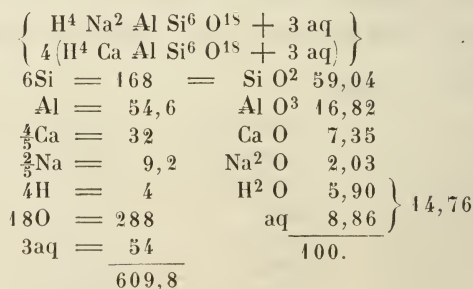 { H⁴ Na² Al Si⁶ O¹⁸ + 3 aq }
{ 4 (H⁴ Ca Al Si⁶ O¹⁸ + 3 aq) }
6Si = 168 = Si O² 59,04
Al = 54,6 Al O³ 16,82
⅘Ca = 32 Ca O 7,35
⅖Na = 9,2 Na² O 2,03
4H = 4 H² O 5,90 } 14,76
18O = 288 aq 8,86
3aq = 54 100.
609,8